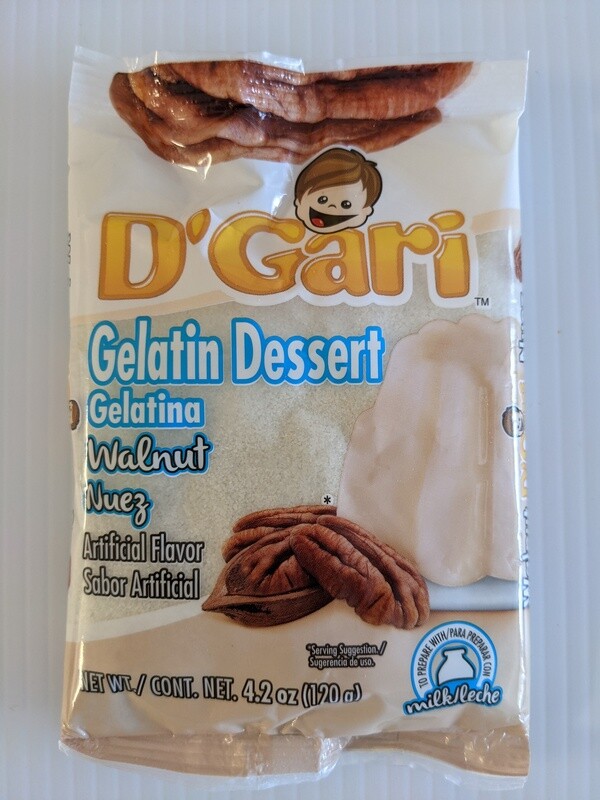 D'Gari
TM
Gelatin Dessert
Gelatina
Walnut
Nuez
*
Artificial Flavor
Sabor Artificial
*Serving Suggestion./
Sugerencia de uso.
NET WT./ CONT. NET. 4.2 oz (120 g)
TO PREPARE WITH/PARA PREPARAR CON
milk/leche